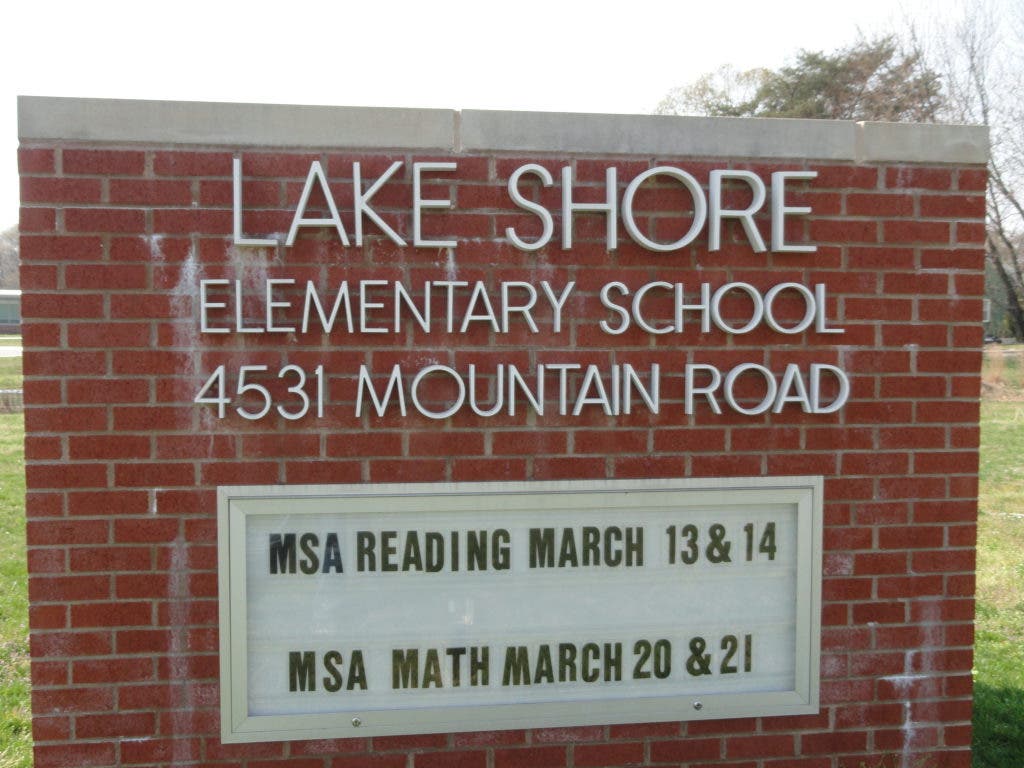 LAKE SHORE
ELEMENTARY SCHOOL
4531 MOUNTAIN ROAD
MSA READING MARCH 13 & 14
MSA MATH MARCH 20 & 21